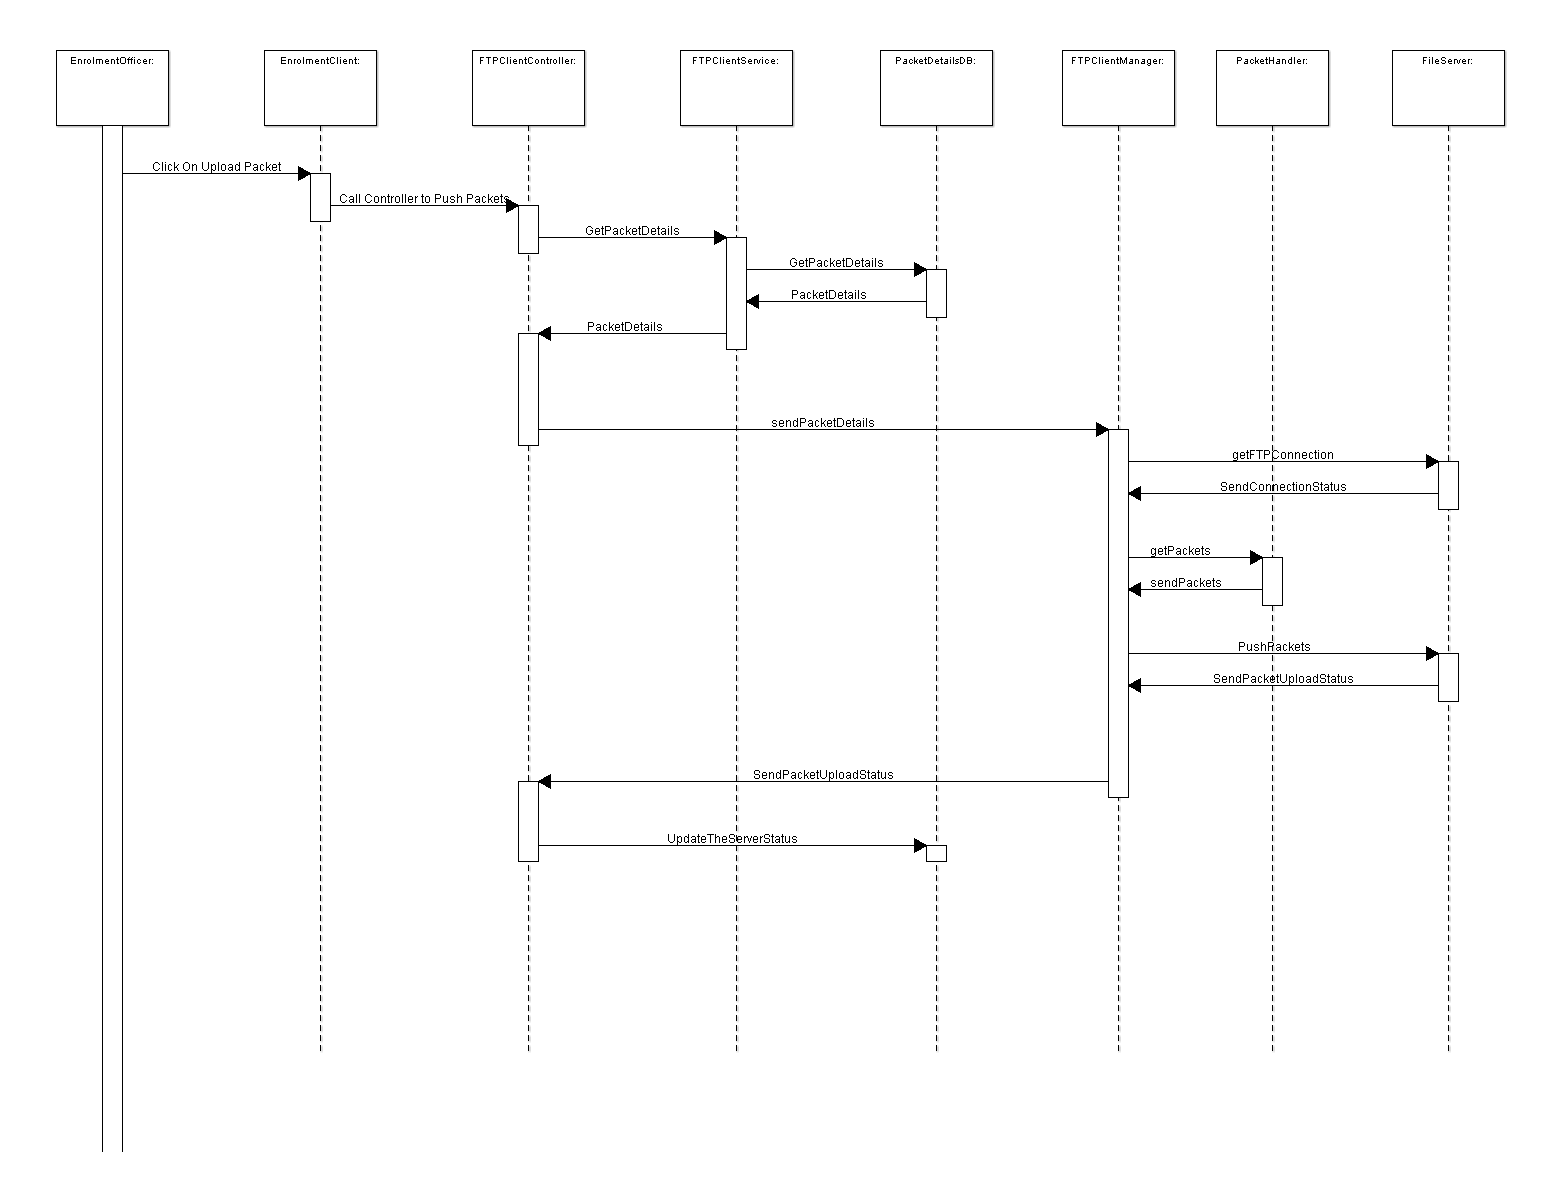 EnrolmentOfficer:
EnrolmentClient:
FTPClientController:
FTPClientService:
PacketDetailsDB:
FTPClientManager:
PacketHandler:
FileServer:
Click On Upload Packet
Call Controller to Push Packets
GetPacketDetails
GetPacketDetails
PacketDetails
PacketDetails
sendPacketDetails
getFTPConnection
SendConnectionStatus
getPackets
sendPackets
PushPackets
SendPacketUploadStatus
SendPacketUploadStatus
UpdateTheServerStatus